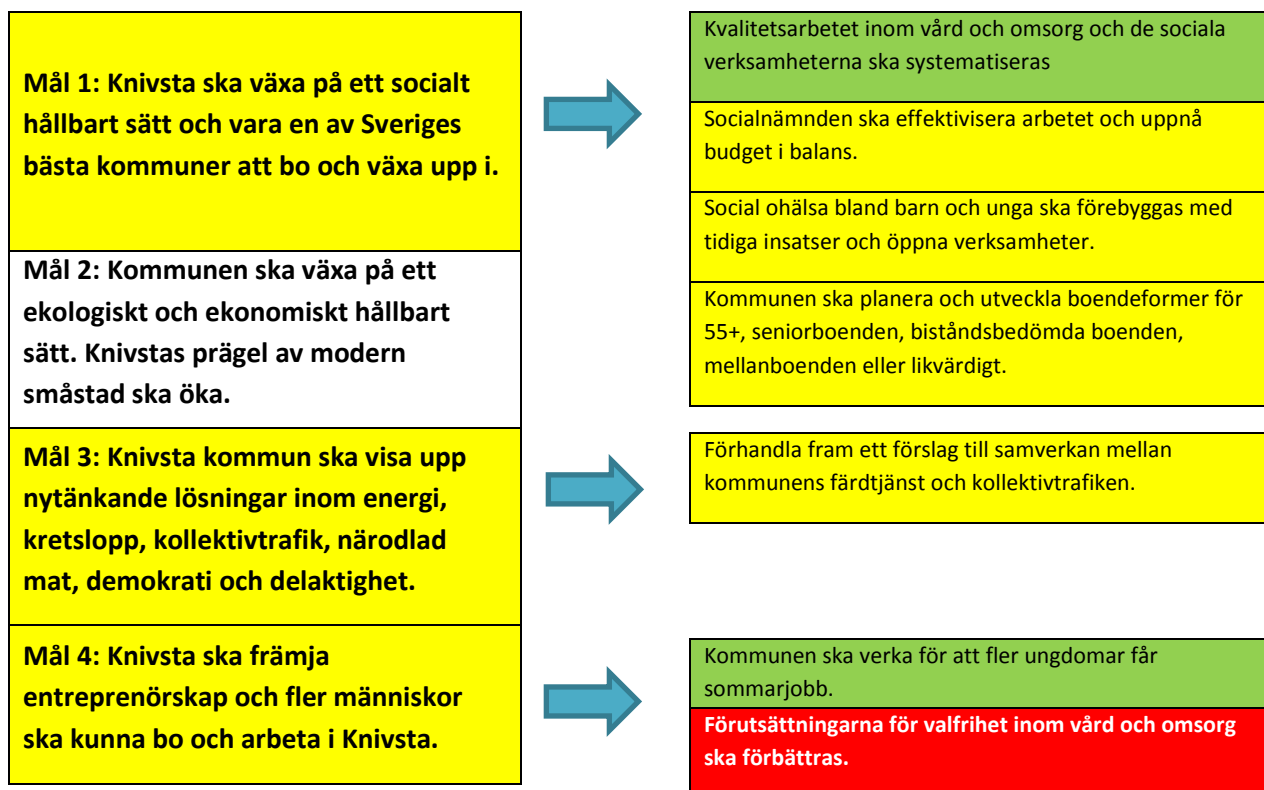 Mål 1: Knivsta ska växa på ett socialt
hållbart sätt och vara en av Sveriges
bästa kommuner att bo och växa upp i.
Kvalitetsarbetet inom vård och omsorg och de sociala
verksamheterna ska systematiseras
Socialnämnden ska effektivisera arbetet och uppnå
budget i balans.
Social ohälsa bland barn och unga ska förebyggas med
tidiga insatser och öppna verksamheter.
Kommunen ska planera och utveckla boendeformer för
55+, seniorboenden, biståndsbedömda boenden,
mellanboenden eller likvärdigt.
Mål 2: Kommunen ska växa på ett
ekologiskt och ekonomiskt hållbart
sätt. Knivstas prägel av modern
småstad ska öka.
Mål 3: Knivsta kommun ska visa upp
nytänkande lösningar inom energi,
kretslopp, kollektivtrafik, närodlad
mat, demokrati och delaktighet.
Förhandla fram ett förslag till samverkan mellan
kommunens färdtjänst och kollektivtrafiken.
Mål 4: Knivsta ska främja
entreprenörskap och fler människor
ska kunna bo och arbeta i Knivsta.
Kommunen ska verka för att fler ungdomar får
sommarjobb.
Förutsättningarna för valfrihet inom vård och omsorg
ska förbättras.